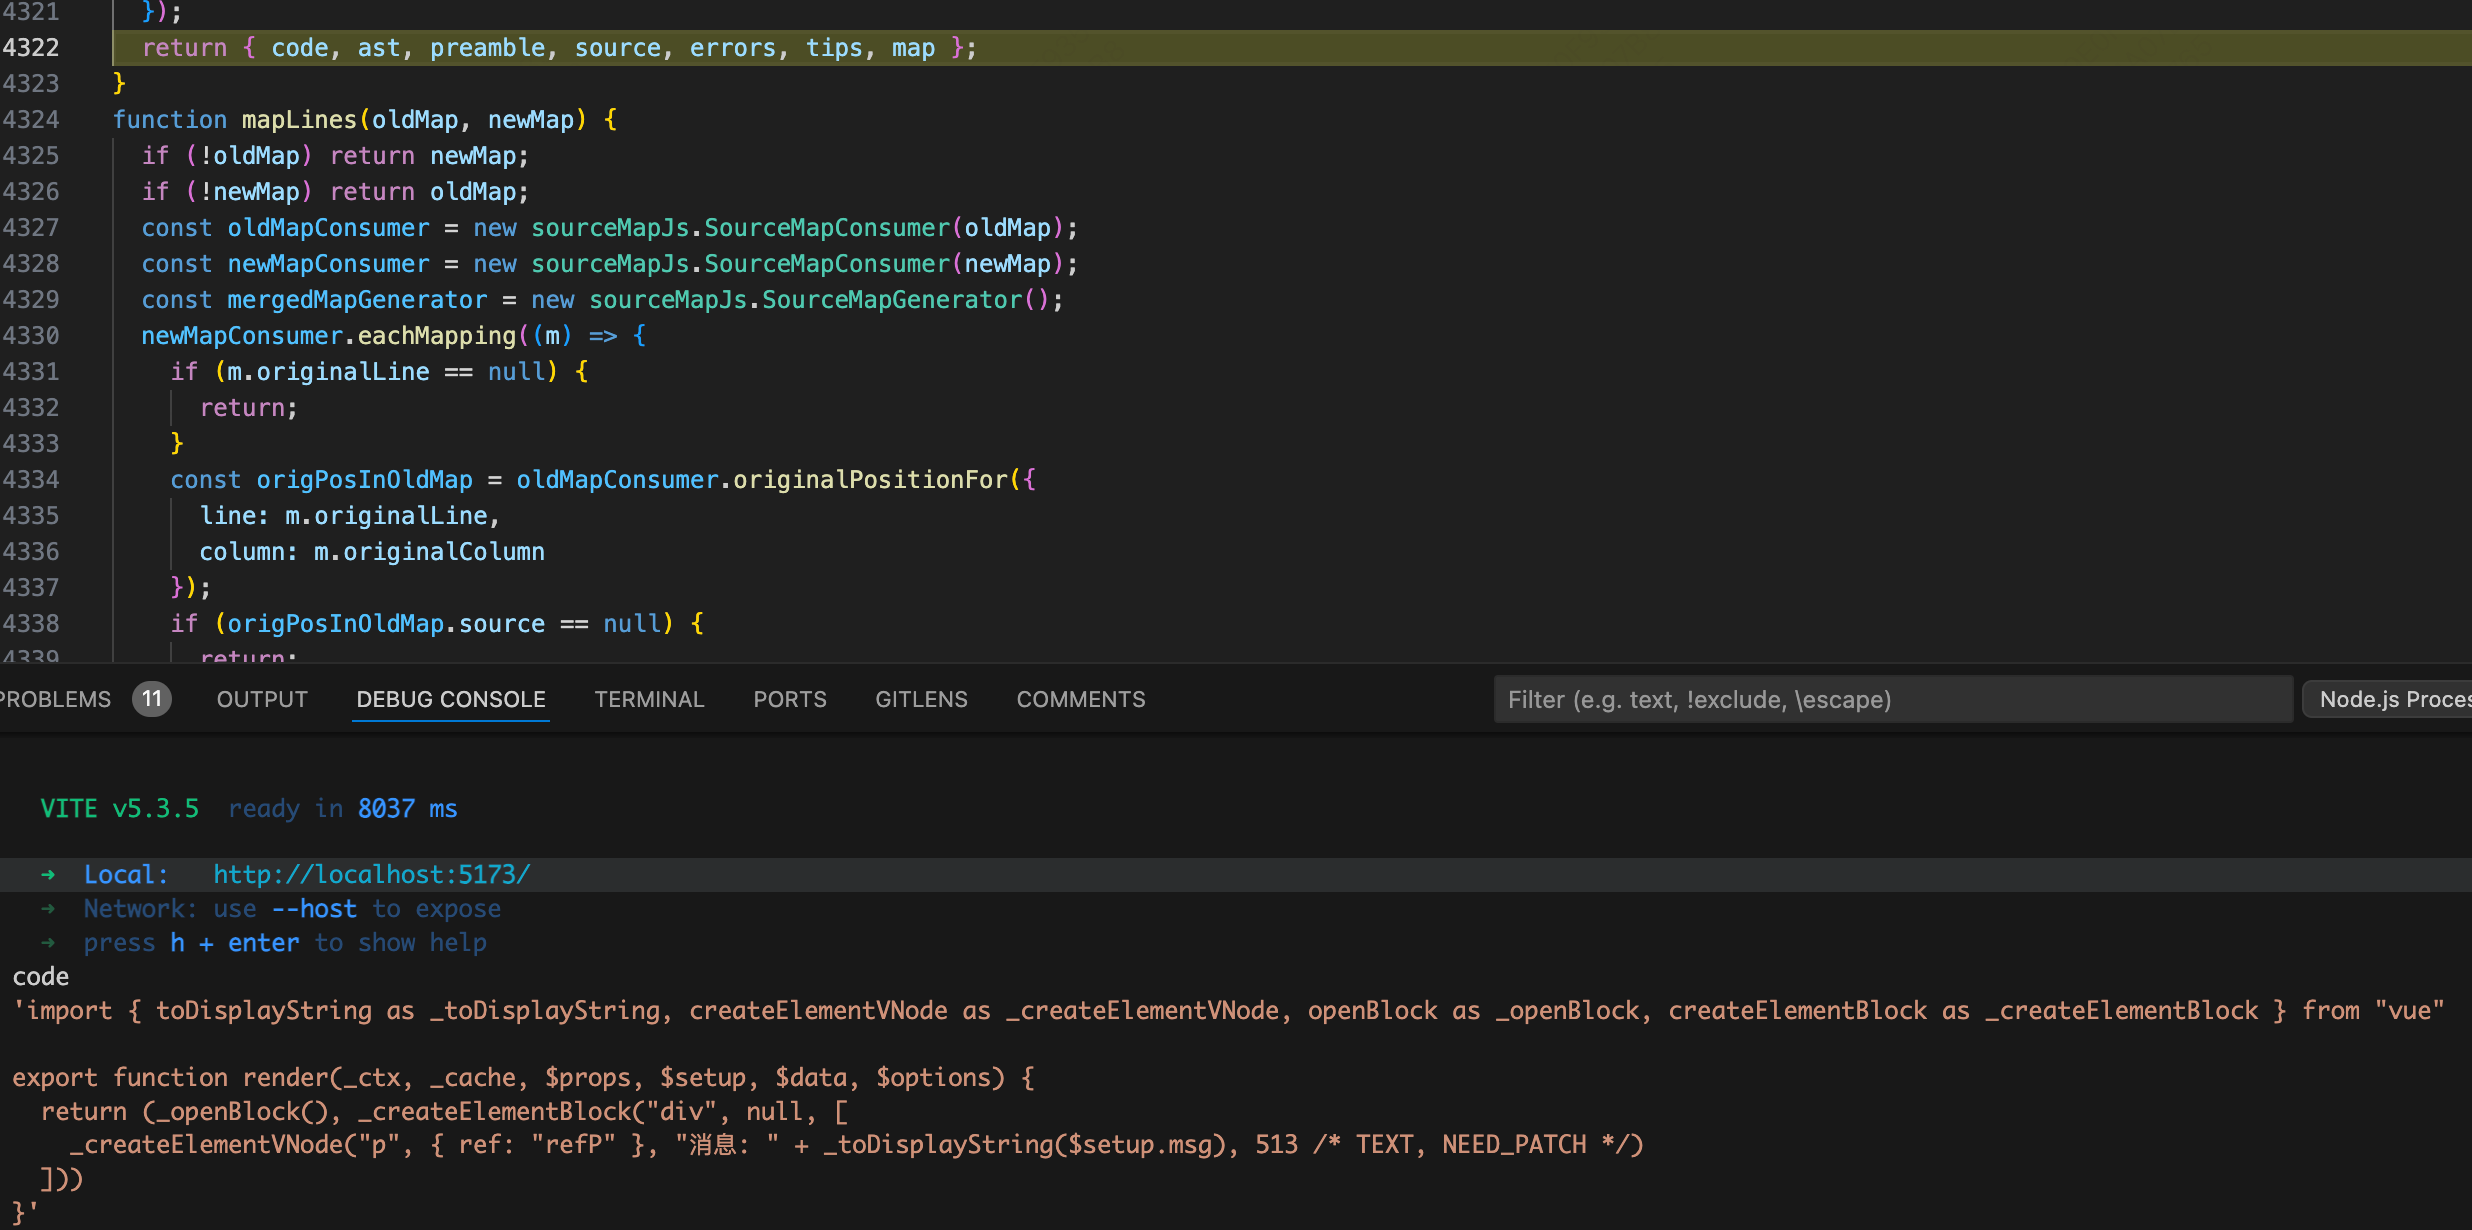 4321 });
4322 return { code, ast, preamble, source, errors, tips, map };
4323 }
4324 function mapLines(oldMap, newMap) {
4325 if (!oldMap) return newMap;
4326 if (!newMap) return oldMap;
4327 const oldMapConsumer = new sourceMapJs.SourceMapConsumer(oldMap);
4328 const newMapConsumer = new sourceMapJs.SourceMapConsumer(newMap);
4329 const mergedMapGenerator = new sourceMapJs.SourceMapGenerator();
4330 newMapConsumer.eachMapping((m) => {
4331 if (m.originalLine == null) {
4332 return;
4333 }
4334 const origPosInOldMap = oldMapConsumer.originalPositionFor({
4335 line: m.originalLine,
4336 column: m.originalColumn
4337 });
4338 if (origPosInOldMap.source == null) {
4339 return;
PROBLEMS 11 OUTPUT DEBUG CONSOLE TERMINAL PORTS GITLENS COMMENTS Filter (e.g. text, !exclude, \escape) Node.js Proces
VITE v5.3.5 ready in 8037 ms
➜ Local: http://localhost:5173/
➜ Network: use --host to expose
➜ press h + enter to show help
code
'import { toDisplayString as _toDisplayString, createElementVNode as _createElementVNode, openBlock as _openBlock, createElementBlock as _createElementBlock } from "vue"
export function render(_ctx, _cache, $props, $setup, $data, $options) {
return (_openBlock(), _createElementBlock("div", null, [
_createElementVNode("p", { ref: "refP" }, "消息: " + _toDisplayString($setup.msg), 513 /* TEXT, NEED_PATCH */)
]))
}'